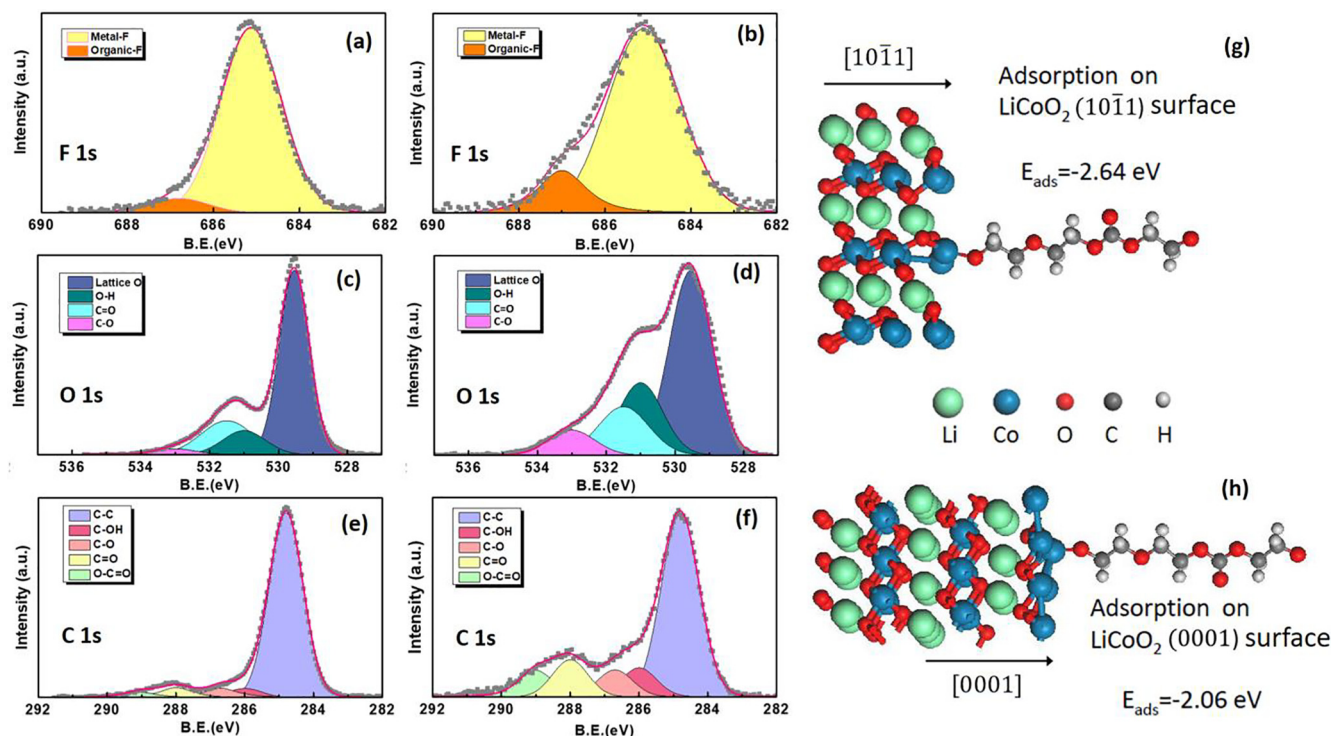 (a)
Metal-F
Organic-F
F 1s
Intensity (a.u.)
690 688 686 684 682
B.E.(eV)
(b)
Metal-F
Organic-F
F 1s
Intensity (a.u.)
690 688 686 684 682
B.E.(eV)
(c)
Lattice O
O-H
C=O
C-O
O 1s
Intensity (a.u.)
536 534 532 530 528
B.E.(eV)
(d)
Lattice O
O-H
C=O
C-O
O 1s
Intensity (a.u.)
536 534 532 530 528
B.E.(eV)
(e)
C-C
C-OH
C-O
C=O
O-C=O
C 1s
Intensity (a.u.)
292 290 288 286 284 282
B.E.(eV)
(f)
C-C
C-OH
C-O
C=O
O-C=O
C 1s
Intensity (a.u.)
292 290 288 286 284 282
B.E.(eV)
(g)
[101̄1]
Adsorption on
LiCoO₂ (101̄1) surface
Eads=-2.64 eV
Li Co O C H
(h)
Adsorption on
LiCoO₂ (0001) surface
[0001]
Eads=-2.06 eV